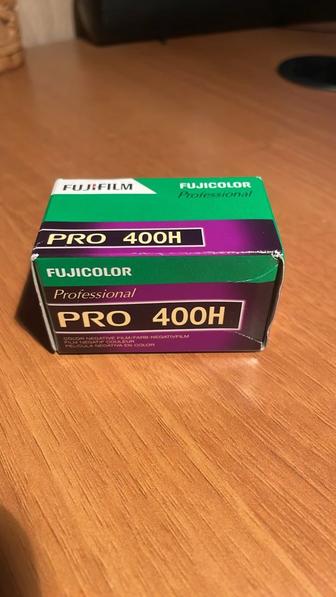 FUJIFILM
FUJICOLOR
Professional
PRO 400H
FUJICOLOR
Professional
PRO 400H
COLOR NEGATIVE FILM/FARB-NEGATIVFILM
FILM NÉGATIF COULEUR
PELÍCULA NEGATIVA EN COLOR